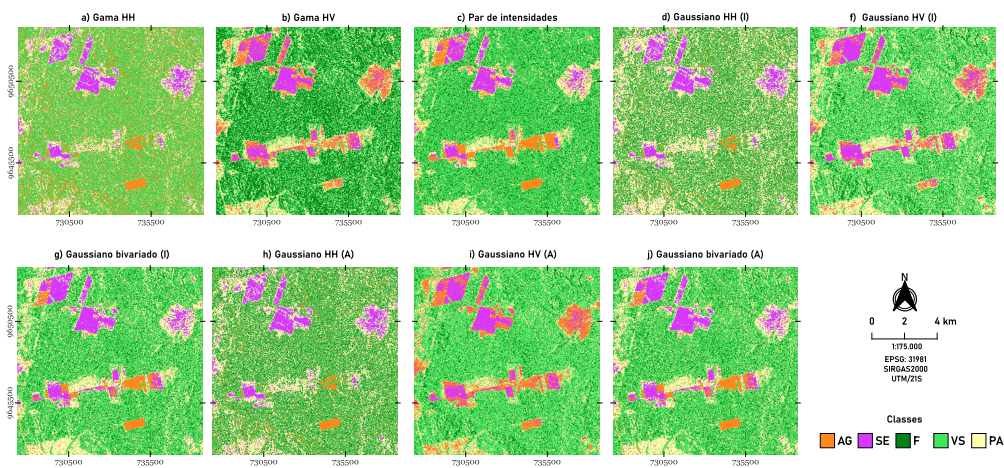 a) Gama HH
b) Gama HV
c) Par de intensidades
d) Gaussiano HH (I)
f) Gaussiano HV (I)
9650500
9645500
730500
735500
730500
735500
730500
735500
730500
735500
730500
735500
g) Gaussiano bivariado (I)
h) Gaussiano HH (A)
i) Gaussiano HV (A)
j) Gaussiano bivariado (A)
9650500
9645500
730500
735500
730500
735500
730500
735500
730500
735500
N
0 2 4 km
1:175.000
EPSG: 31981
SIRGAS2000
UTM/21S
Classes
AG SE F VS PA